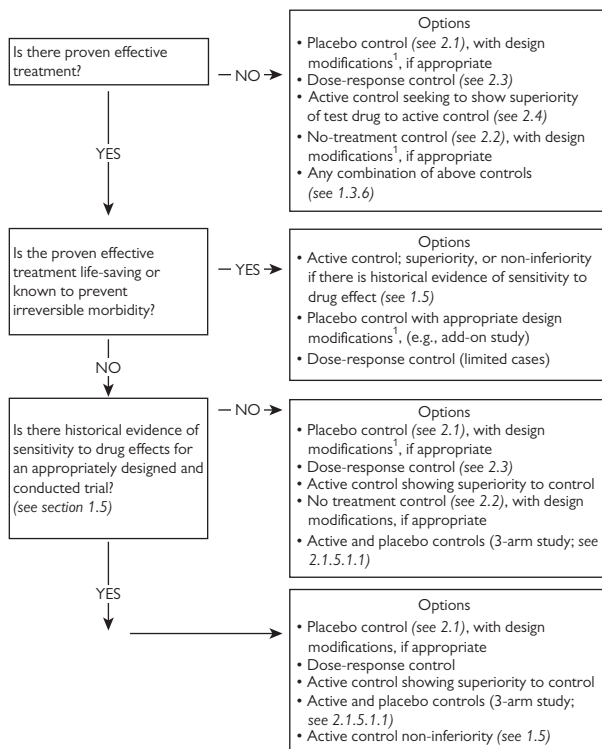 Is there proven effective
treatment?
NO
Options
• Placebo control (see 2.1), with design
modifications¹, if appropriate
• Dose-response control (see 2.3)
• Active control seeking to show superiority
of test drug to active control (see 2.4)
• No-treatment control (see 2.2), with design
modifications¹, if appropriate
• Any combination of above controls
(see 1.3.6)
YES
Is the proven effective
treatment life-saving or
known to prevent
irreversible morbidity?
YES
Options
• Active control; superiority, or non-inferiority
if there is historical evidence of sensitivity to
drug effect (see 1.5)
• Placebo control with appropriate design
modifications¹, (e.g., add-on study)
• Dose-response control (limited cases)
NO
Is there historical evidence of
sensitivity to drug effects for
an appropriately designed and
conducted trial?
(see section 1.5)
NO
Options
• Placebo control (see 2.1), with design
modifications¹, if appropriate
• Dose-response control (see 2.3)
• Active control showing superiority to control
• No treatment control (see 2.2), with design
modifications, if appropriate
• Active and placebo controls (3-arm study; see
2.1.5.1.1)
YES
Options
• Placebo control (see 2.1), with design
modifications, if appropriate
• Dose-response control
• Active control showing superiority to control
• Active and placebo controls (3-arm study;
see 2.1.5.1.1)
• Active control non-inferiority (see 1.5)